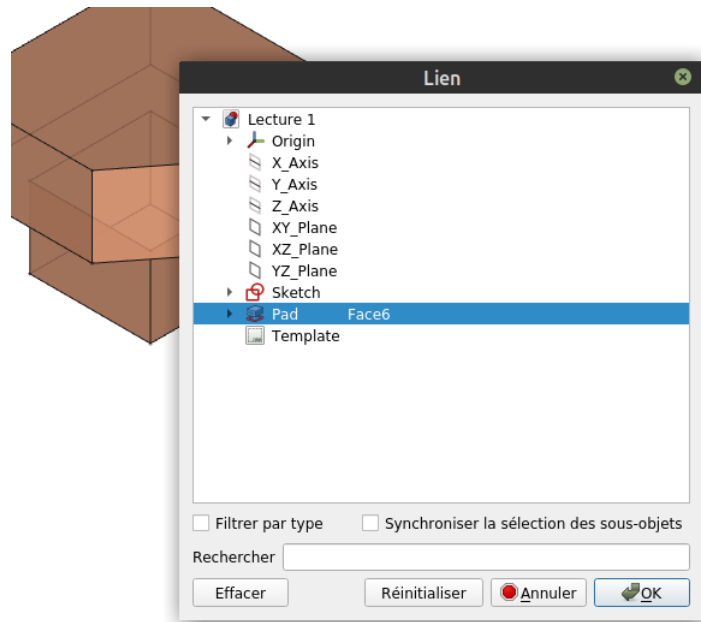 Lien
Lecture 1
Origin
X_Axis
Y_Axis
Z_Axis
XY_Plane
XZ_Plane
YZ_Plane
Sketch
Pad Face6
Template
Filtrer par type Synchroniser la sélection des sous-objets
Rechercher
Effacer Réinitialiser Annuler OK